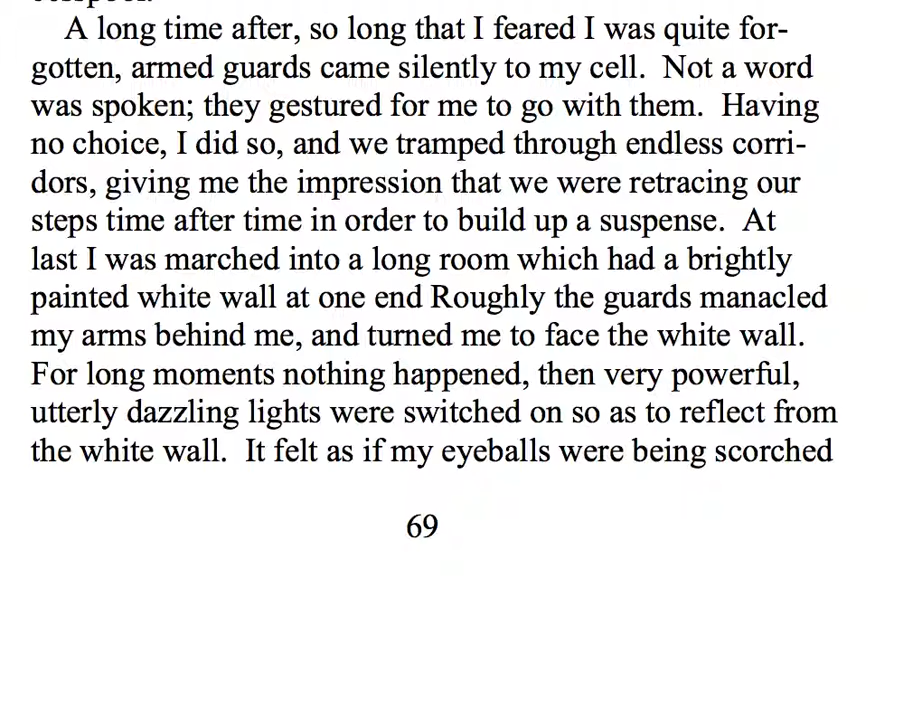 A long time after, so long that I feared I was quite for-
gotten, armed guards came silently to my cell.  Not a word
was spoken; they gestured for me to go with them.  Having
no choice, I did so, and we tramped through endless corri-
dors, giving me the impression that we were retracing our
steps time after time in order to build up a suspense.  At
last I was marched into a long room which had a brightly
painted white wall at one end Roughly the guards manacled
my arms behind me, and turned me to face the white wall.
For long moments nothing happened, then very powerful,
utterly dazzling lights were switched on so as to reflect from
the white wall.  It felt as if my eyeballs were being scorched
69